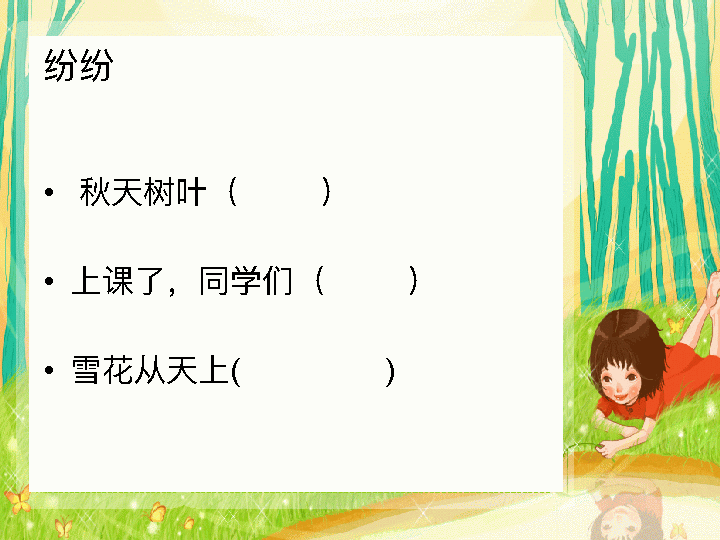 纷纷
• 秋天树叶（　　）
• 上课了，同学们（　　）
• 雪花从天上(　　　　)